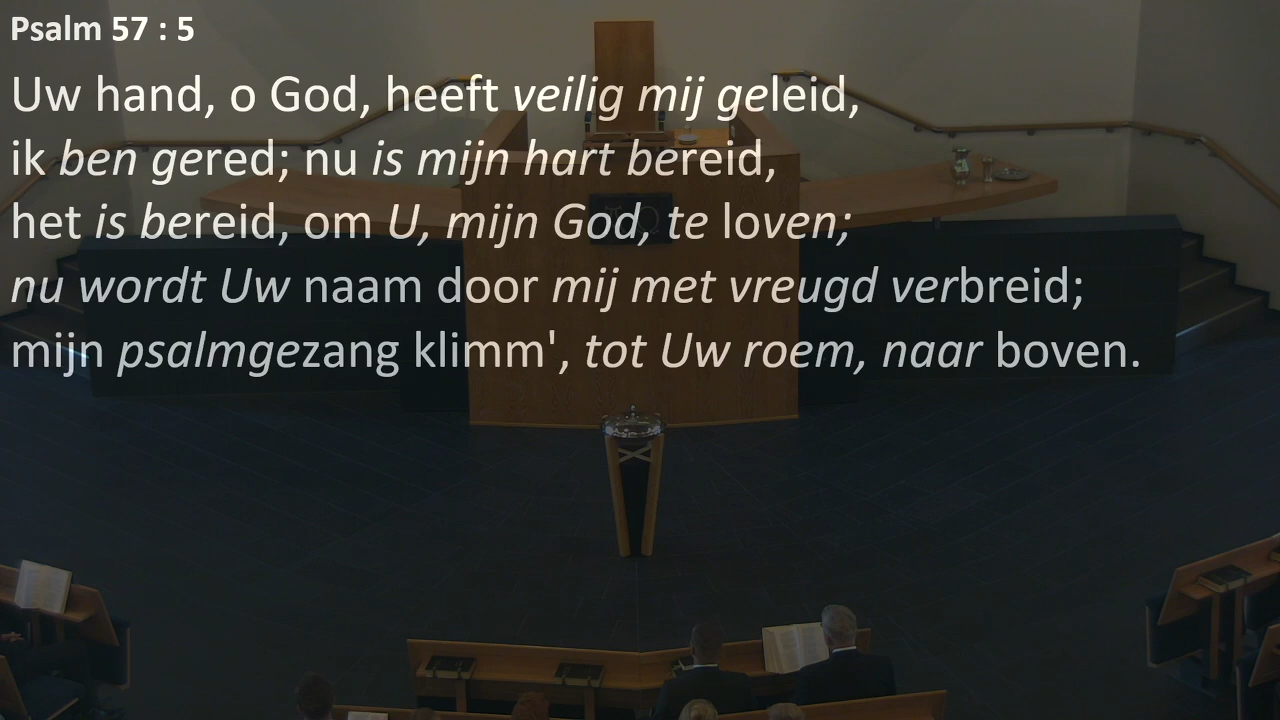 Psalm 57 : 5
Uw hand, o God, heeft veilig mij geleid,
ik ben gered; nu is mijn hart bereid,
het is bereid, om U, mijn God, te loven;
nu wordt Uw naam door mij met vreugd verbreid;
mijn psalmgezang klimm', tot Uw roem, naar boven.